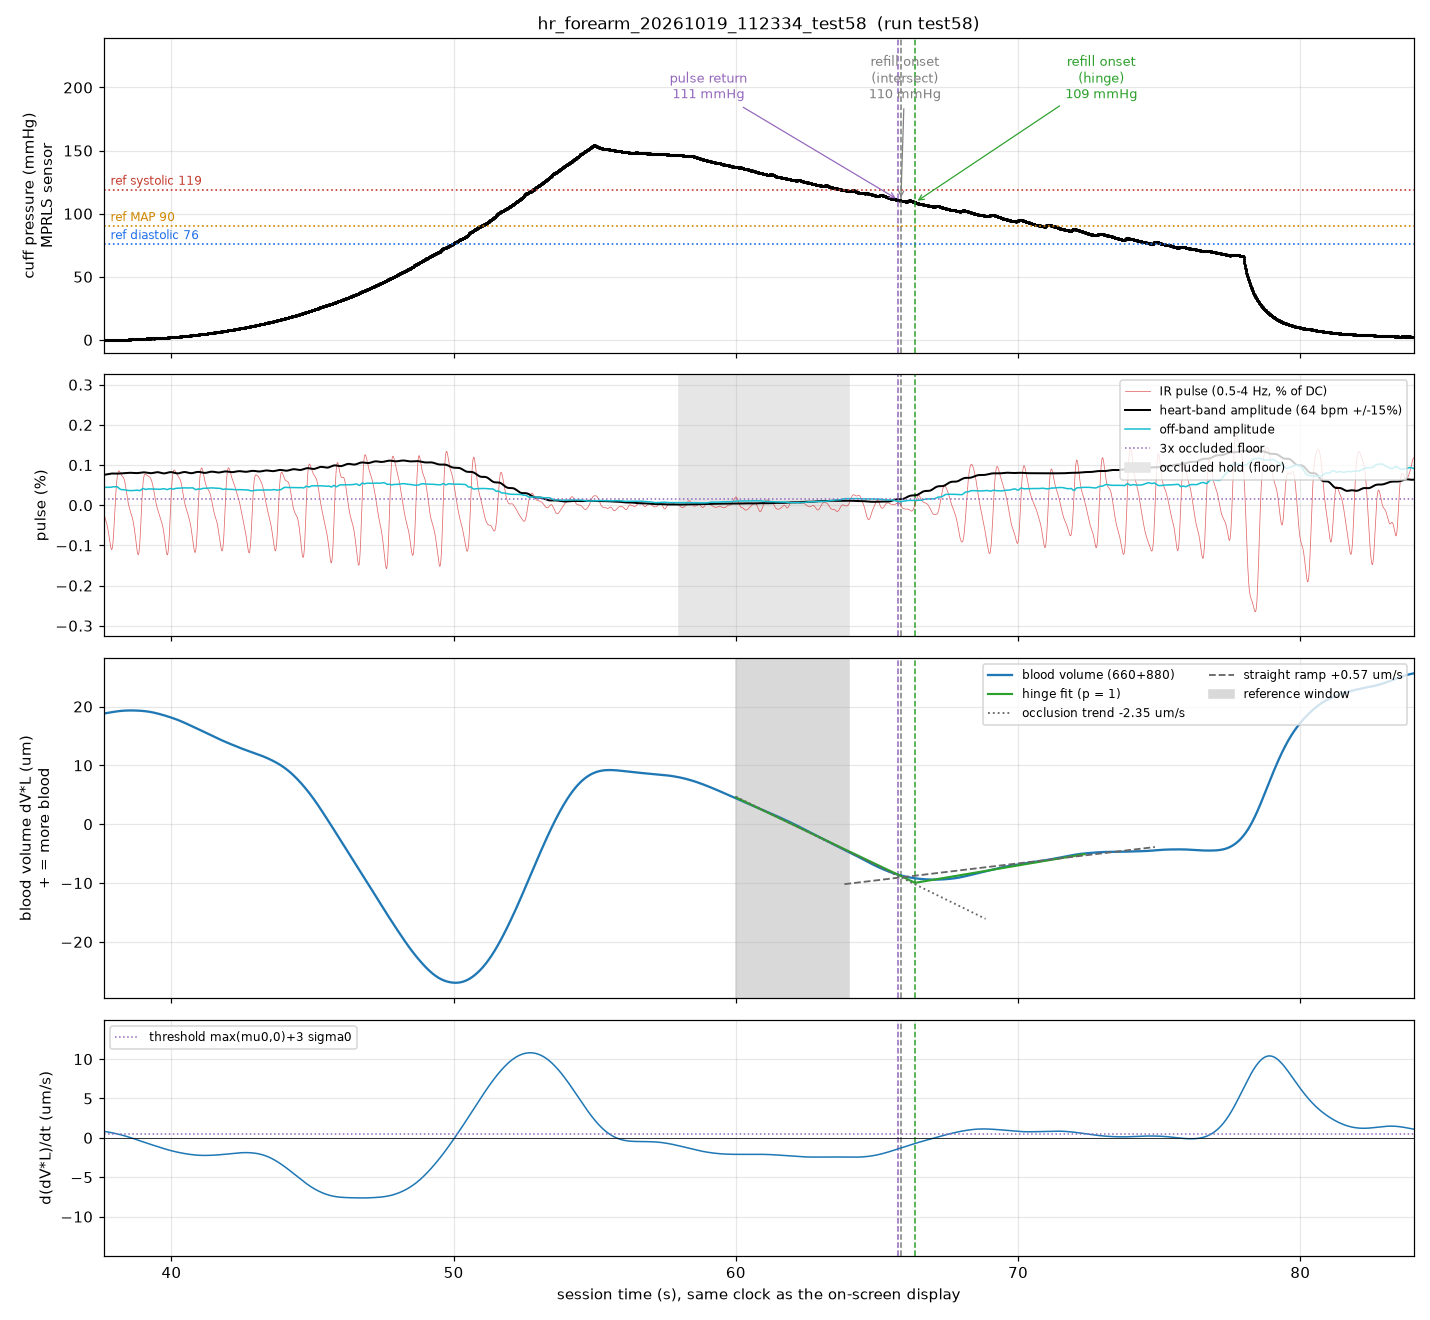 hr_forearm_20261019_112334_test58  (run test58)
cuff pressure (mmHg)
MPRLS sensor
200
150
100
50
0
ref systolic 119
ref MAP 90
ref diastolic 76
pulse return
111 mmHg
refill onset
(intersect)
110 mmHg
refill onset
(hinge)
109 mmHg
pulse (%)
0.3
0.2
0.1
0.0
−0.1
−0.2
−0.3
IR pulse (0.5-4 Hz, % of DC)
heart-band amplitude (64 bpm +/-15%)
off-band amplitude
3x occluded floor
occluded hold (floor)
blood volume dV*L (um)
+ = more blood
20
10
0
−10
−20
blood volume (660+880)
hinge fit (p = 1)
occlusion trend -2.35 um/s
straight ramp +0.57 um/s
reference window
d(dV*L)/dt (um/s)
10
5
0
−5
−10
threshold max(mu0,0)+3 sigma0
40
50
60
70
80
session time (s), same clock as the on-screen display